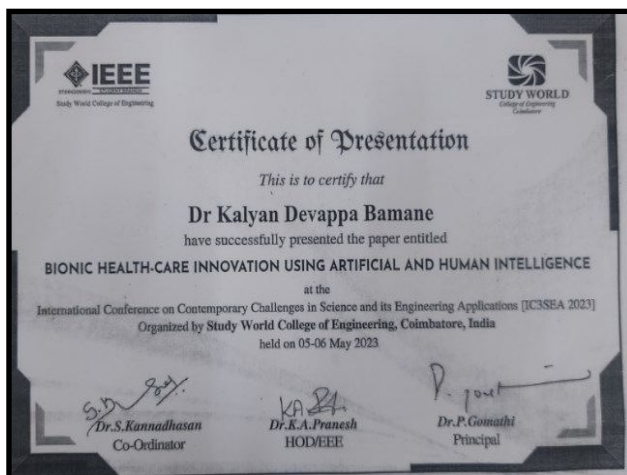 IEEE
STUDENT BRANCH
Study World College of Engineering
STUDY WORLD
College of Engineering
Coimbatore
Certificate of Presentation
This is to certify that
Dr Kalyan Devappa Bamane
have successfully presented the paper entitled
BIONIC HEALTH-CARE INNOVATION USING ARTIFICIAL AND HUMAN INTELLIGENCE
at the
International Conference on Contemporary Challenges in Science and its Engineering Applications [IC3SEA 2023]
Organized by Study World College of Engineering, Coimbatore, India
held on 05-06 May 2023
Dr.S.Kannadhasan
Co-Ordinator
Dr.K.A.Pranesh
HOD/EEE
Dr.P.Gomathi
Principal